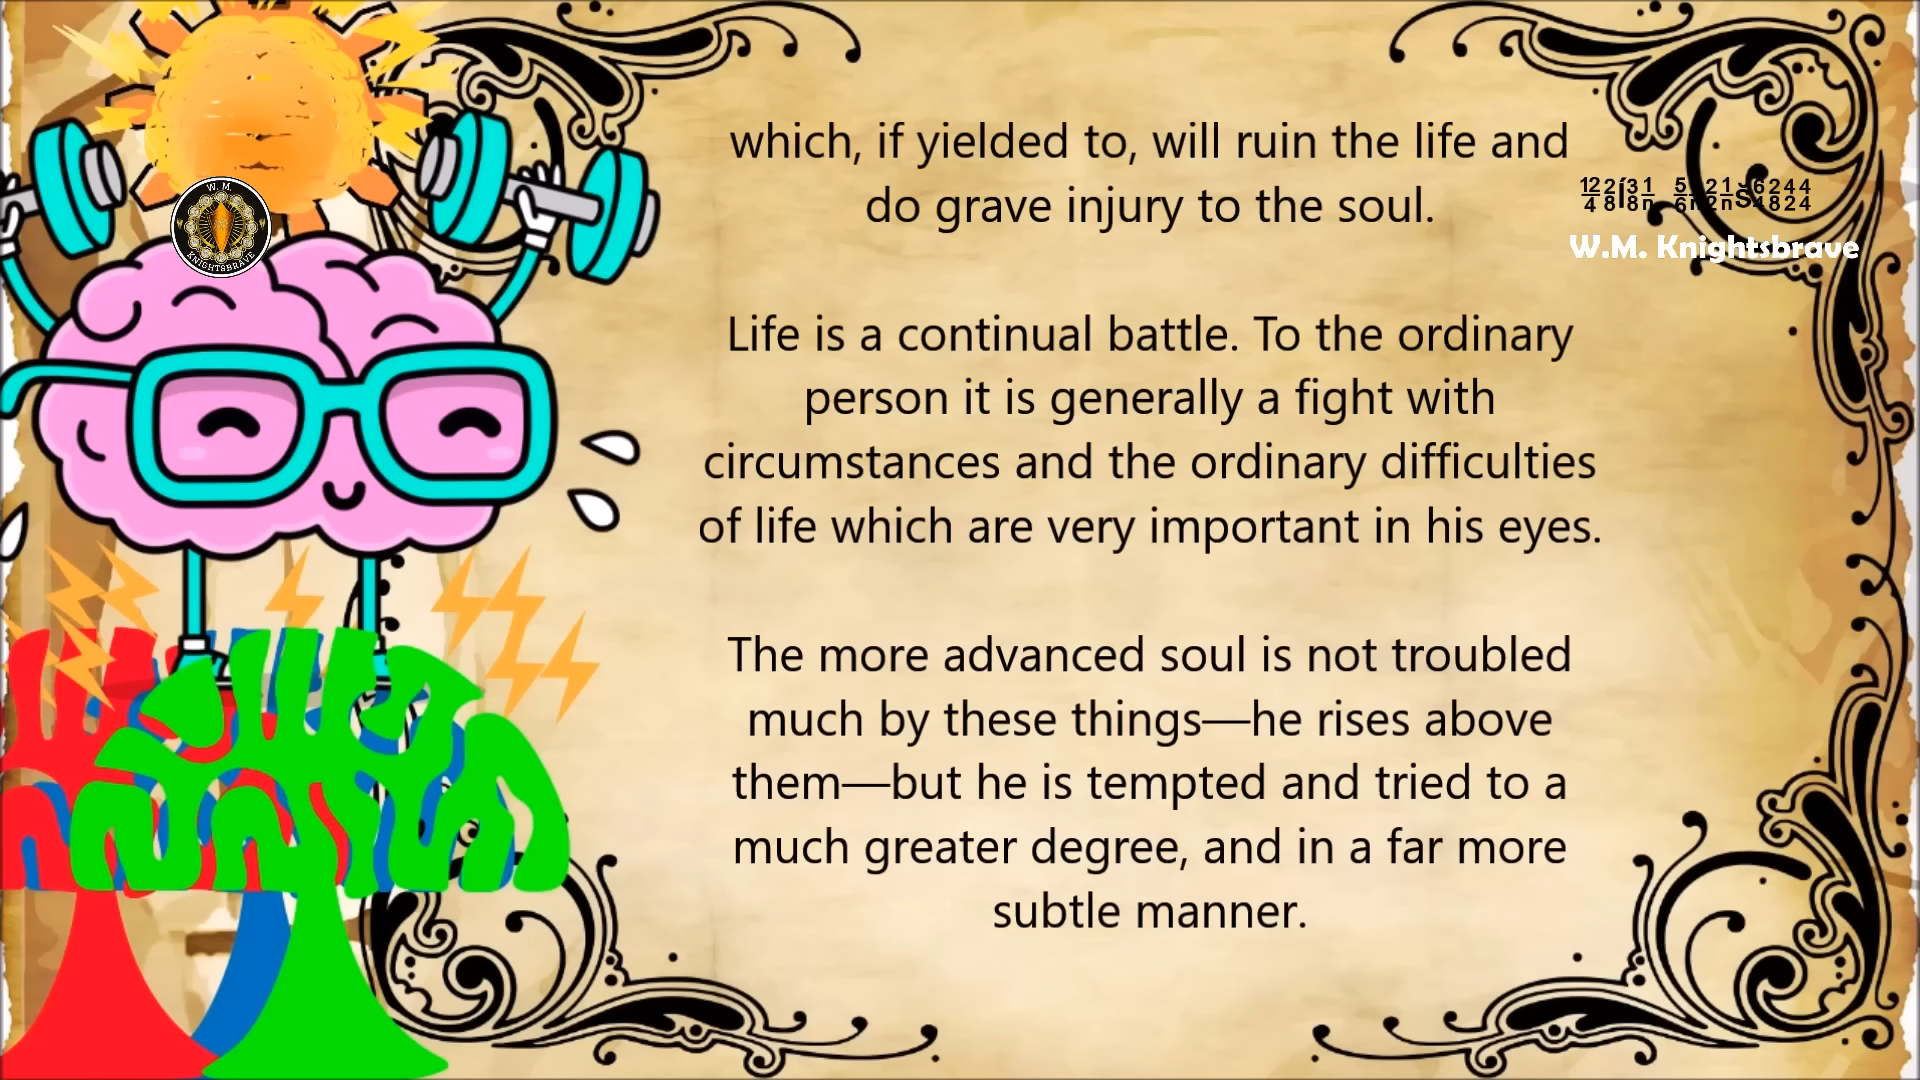 which, if yielded to, will ruin the life and
do grave injury to the soul.
Life is a continual battle. To the ordinary
person it is generally a fight with
circumstances and the ordinary difficulties
of life which are very important in his eyes.
The more advanced soul is not troubled
much by these things—he rises above
them—but he is tempted and tried to a
much greater degree, and in a far more
subtle manner.
W.M. Knightsbrave
W. M.
KNIGHTSBRAVE